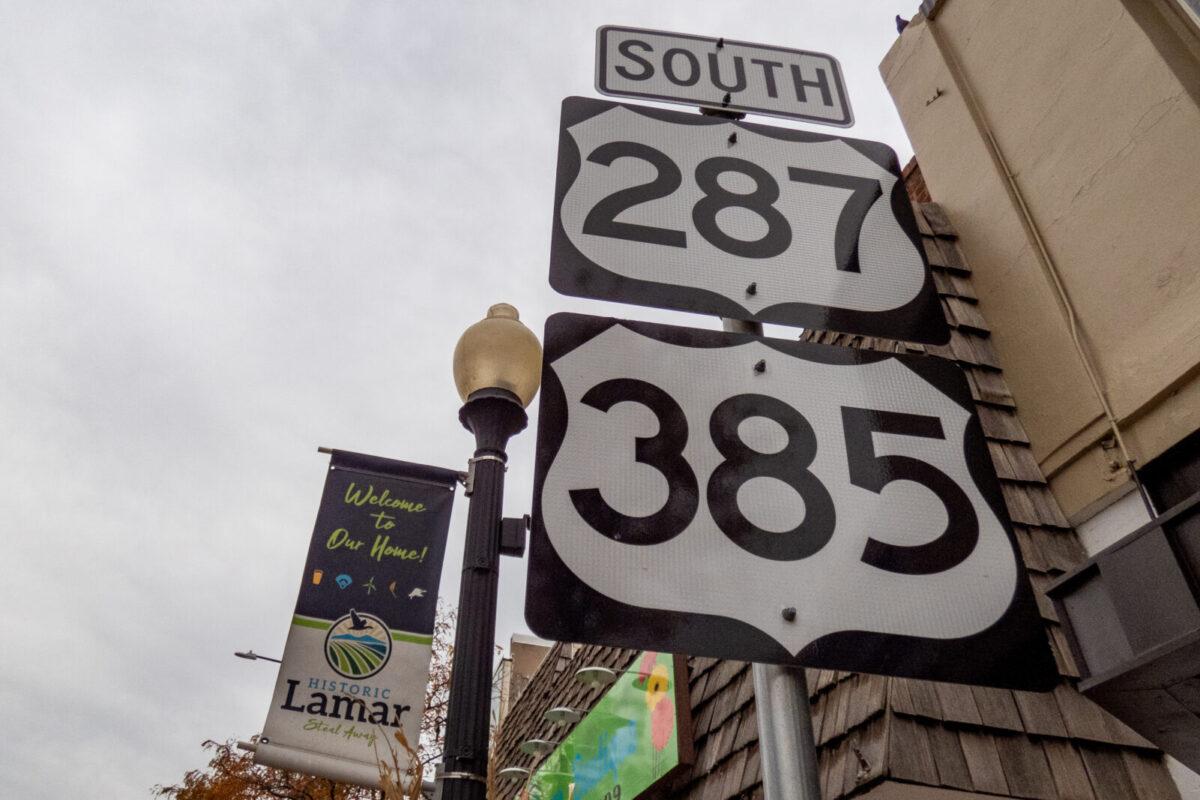 SOUTH
287
385
Welcome
to
Our Home!
HISTORIC
Lamar
Steal Away